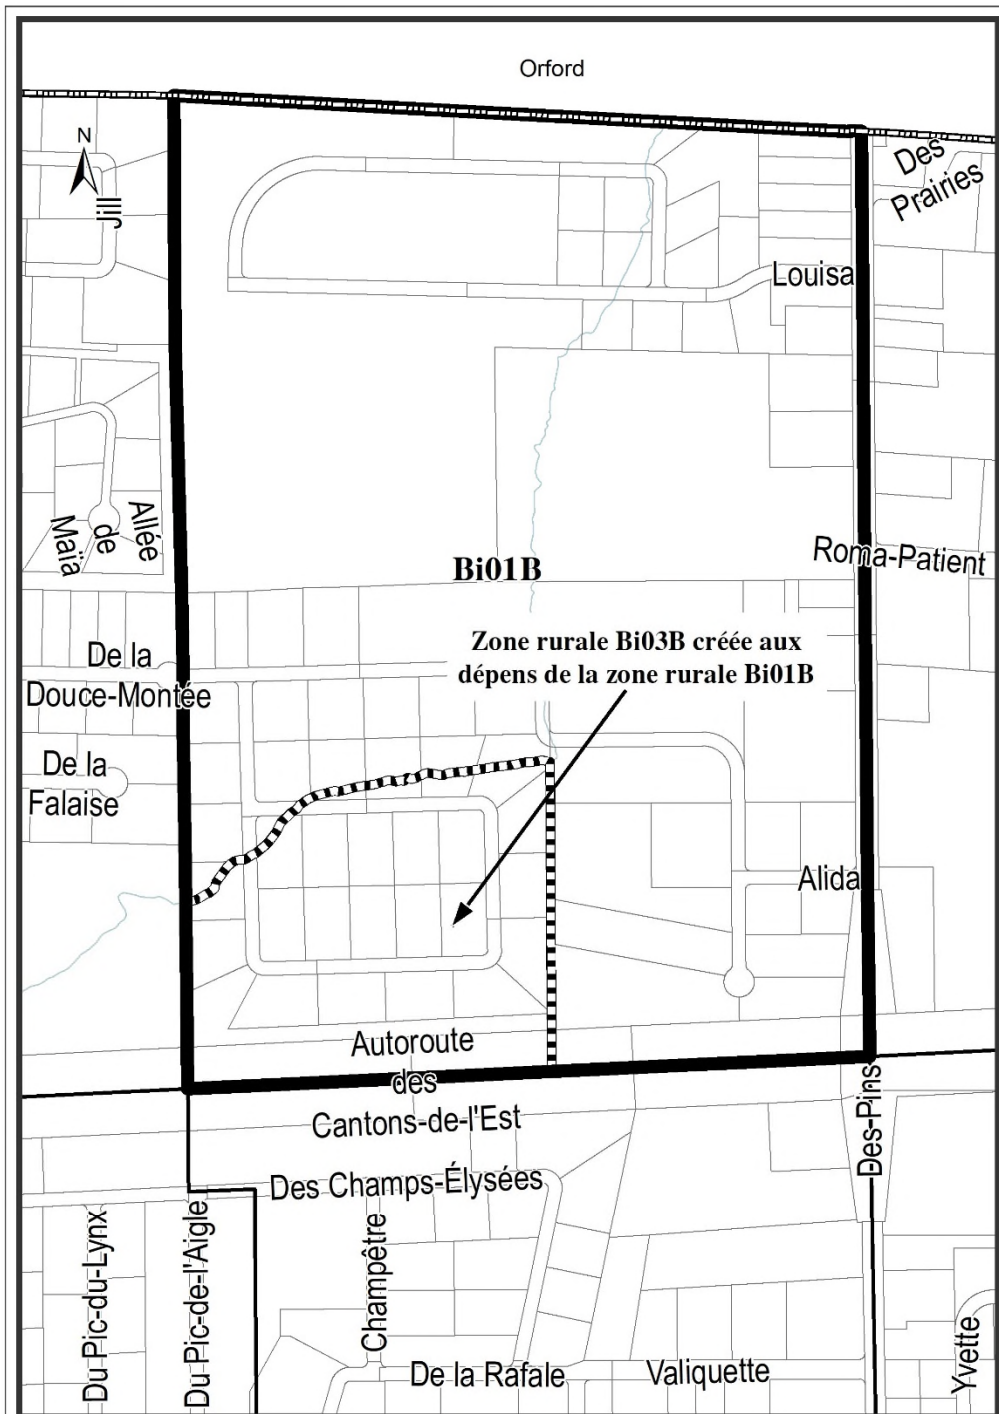 Orford
N
Des
Prairies
Jill
Louisa
Allée
de
Maïa
Roma-Patient
Bi01B
Zone rurale Bi03B créée aux
dépens de la zone rurale Bi01B
De la
Douce-Montée
De la
Falaise
Alida
Autoroute
des
Cantons-de-l'Est
Des-Pins
Des Champs-Élysées
Du Pic-du-Lynx
Du Pic-de-l'Aigle
Champêtre
De la Rafale
Valiquette
Yvette